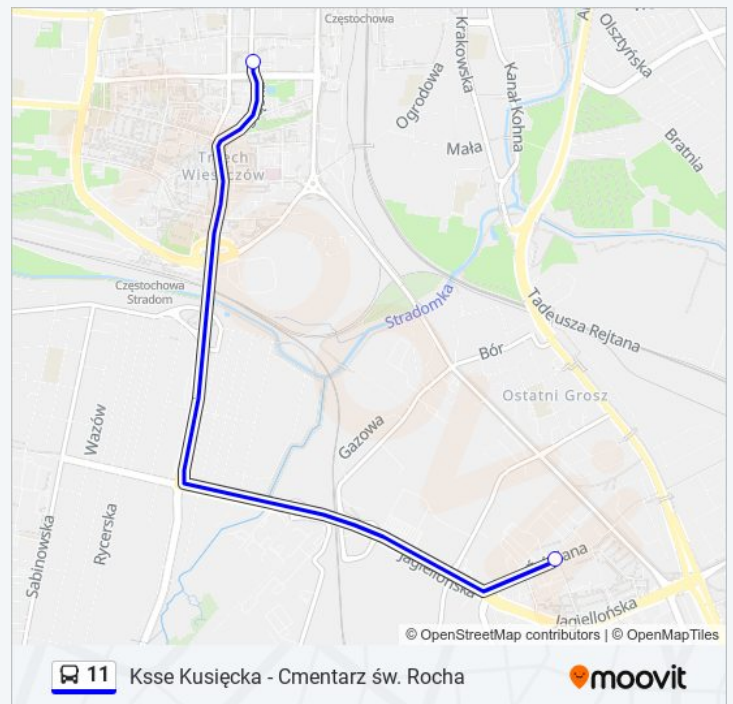 Częstochowa
Krakowska
Olsztyńska
Ogrodowa
Kanał Kohna
Mała
Bratnia
Wieszczów
Częstochowa
Stradom
Stradomka
Tadeusza Rejtana
Bór
Ostatni Grosz
Wazów
Gazowa
Rycerska
Sabinowska
Jagiellońska
Jagiellońska
© OpenStreetMap contributors | © OpenMapTiles
11 Ksse Kusięcka - Cmentarz św. Rocha
moovit